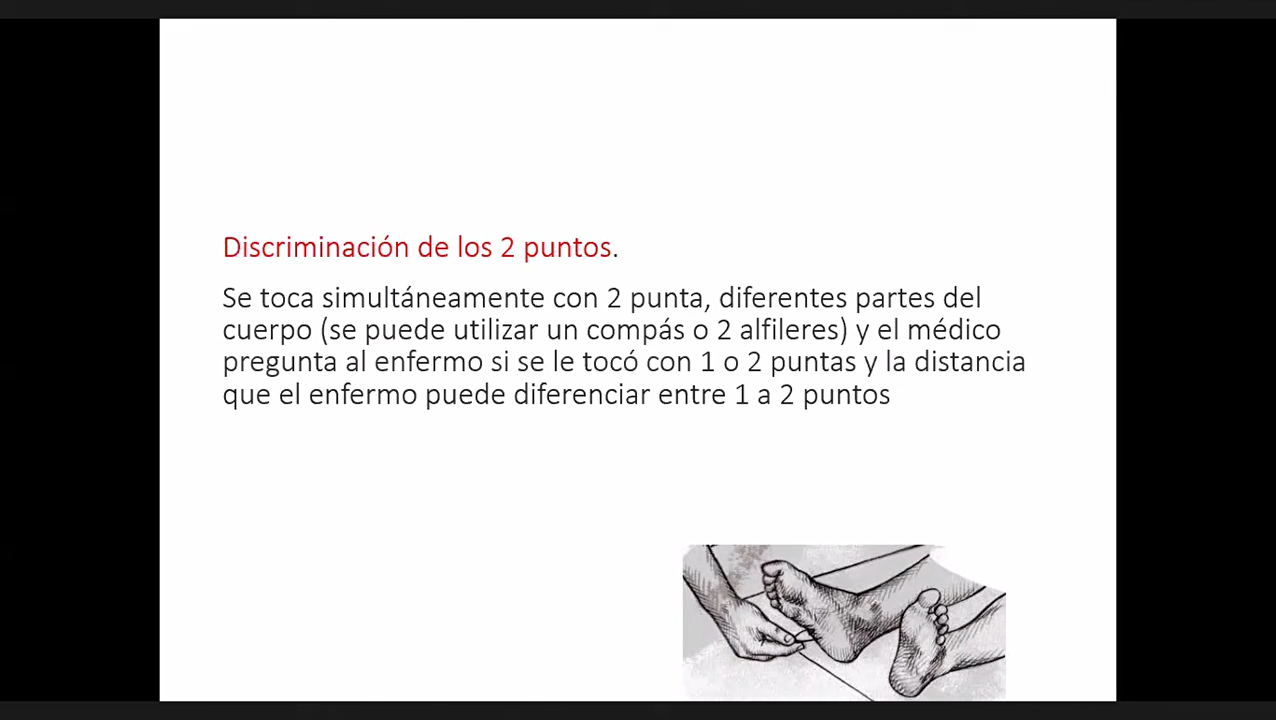 Discriminación de los 2 puntos.
Se toca simultáneamente con 2 punta, diferentes partes del
cuerpo (se puede utilizar un compás o 2 alfileres) y el médico
pregunta al enfermo si se le tocó con 1 o 2 puntas y la distancia
que el enfermo puede diferenciar entre 1 a 2 puntos